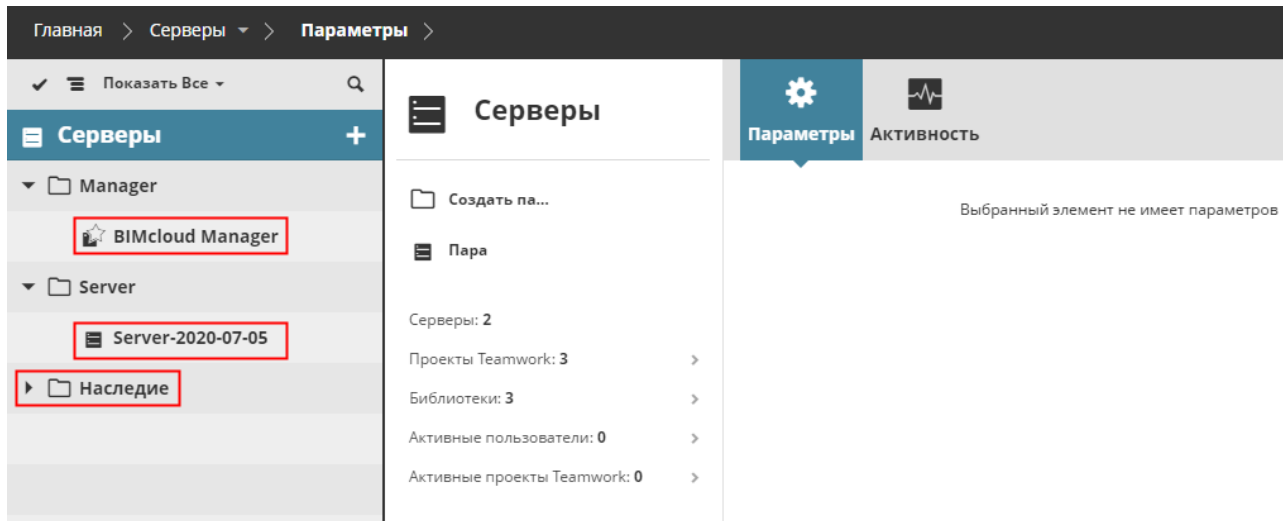 Главная > Серверы > Параметры >
Показать Все
Серверы
Manager
BIMcloud Manager
Server
Server-2020-07-05
Наследие
Серверы
Создать па...
Пара
Серверы: 2
Проекты Teamwork: 3
Библиотеки: 3
Активные пользователи: 0
Активные проекты Teamwork: 0
Параметры
Активность
Выбранный элемент не имеет параметров